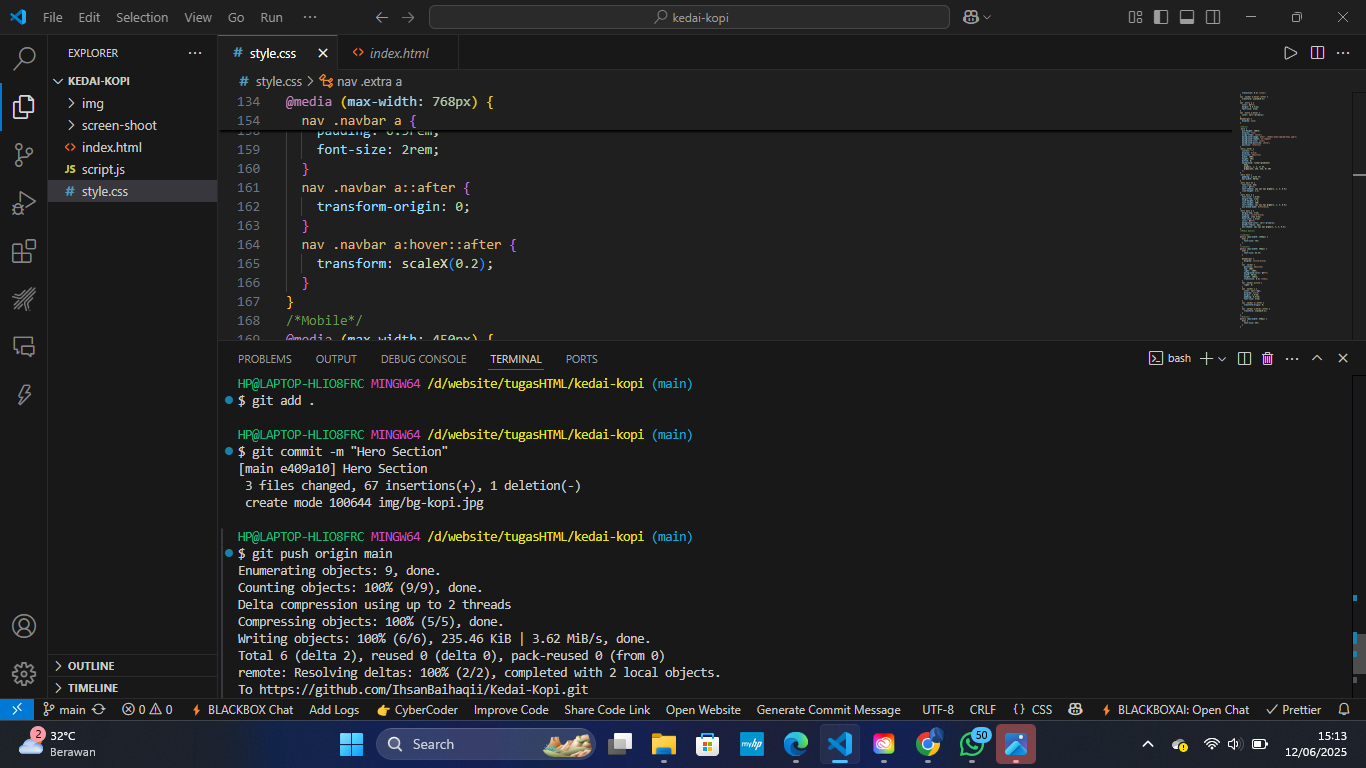 File Edit Selection View Go Run ···
kedai-kopi
EXPLORER ···
KEDAI-KOPI
img
screen-shoot
<> index.html
JS script.js
# style.css
OUTLINE
TIMELINE
# style.css
<> index.html
# style.css > nav .extra a
134 @media (max-width: 768px) {
154 nav .navbar a {
158 padding: 0.5rem;
159 font-size: 2rem;
160 }
161 nav .navbar a::after {
162 transform-origin: 0;
163 }
164 nav .navbar a:hover::after {
165 transform: scaleX(0.2);
166 }
167 }
168 /*Mobile*/
169 @media (max-width: 450px) {
PROBLEMS OUTPUT DEBUG CONSOLE TERMINAL PORTS
bash
HP@LAPTOP-HLIO8FRC MINGW64 /d/website/tugasHTML/kedai-kopi (main)
$ git add .
HP@LAPTOP-HLIO8FRC MINGW64 /d/website/tugasHTML/kedai-kopi (main)
$ git commit -m "Hero Section"
[main e409a10] Hero Section
3 files changed, 67 insertions(+), 1 deletion(-)
create mode 100644 img/bg-kopi.jpg
HP@LAPTOP-HLIO8FRC MINGW64 /d/website/tugasHTML/kedai-kopi (main)
$ git push origin main
Enumerating objects: 9, done.
Counting objects: 100% (9/9), done.
Delta compression using up to 2 threads
Compressing objects: 100% (5/5), done.
Writing objects: 100% (6/6), 235.46 KiB | 3.62 MiB/s, done.
Total 6 (delta 2), reused 0 (delta 0), pack-reused 0 (from 0)
remote: Resolving deltas: 100% (2/2), completed with 2 local objects.
To https://github.com/IhsanBaihaqii/Kedai-Kopi.git
main 0 0 BLACKBOX Chat Add Logs CyberCoder Improve Code Share Code Link Open Website Generate Commit Message UTF-8 CRLF {} CSS BLACKBOXAI: Open Chat Prettier
2
32°C
Berawan
Search
myhp
50
15:13
12/06/2025